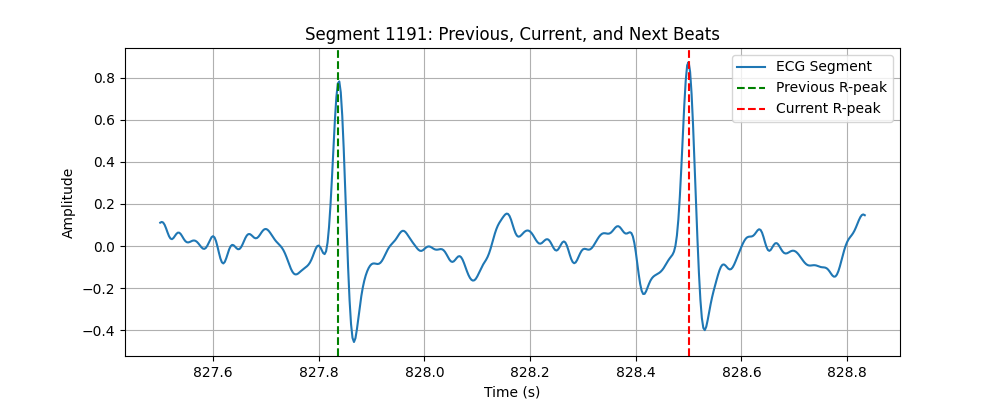 Segment 1191: Previous, Current, and Next Beats
ECG Segment
Previous R-peak
Current R-peak
Amplitude
0.8
0.6
0.4
0.2
0.0
−0.2
−0.4
827.6 827.8 828.0 828.2 828.4 828.6 828.8
Time (s)